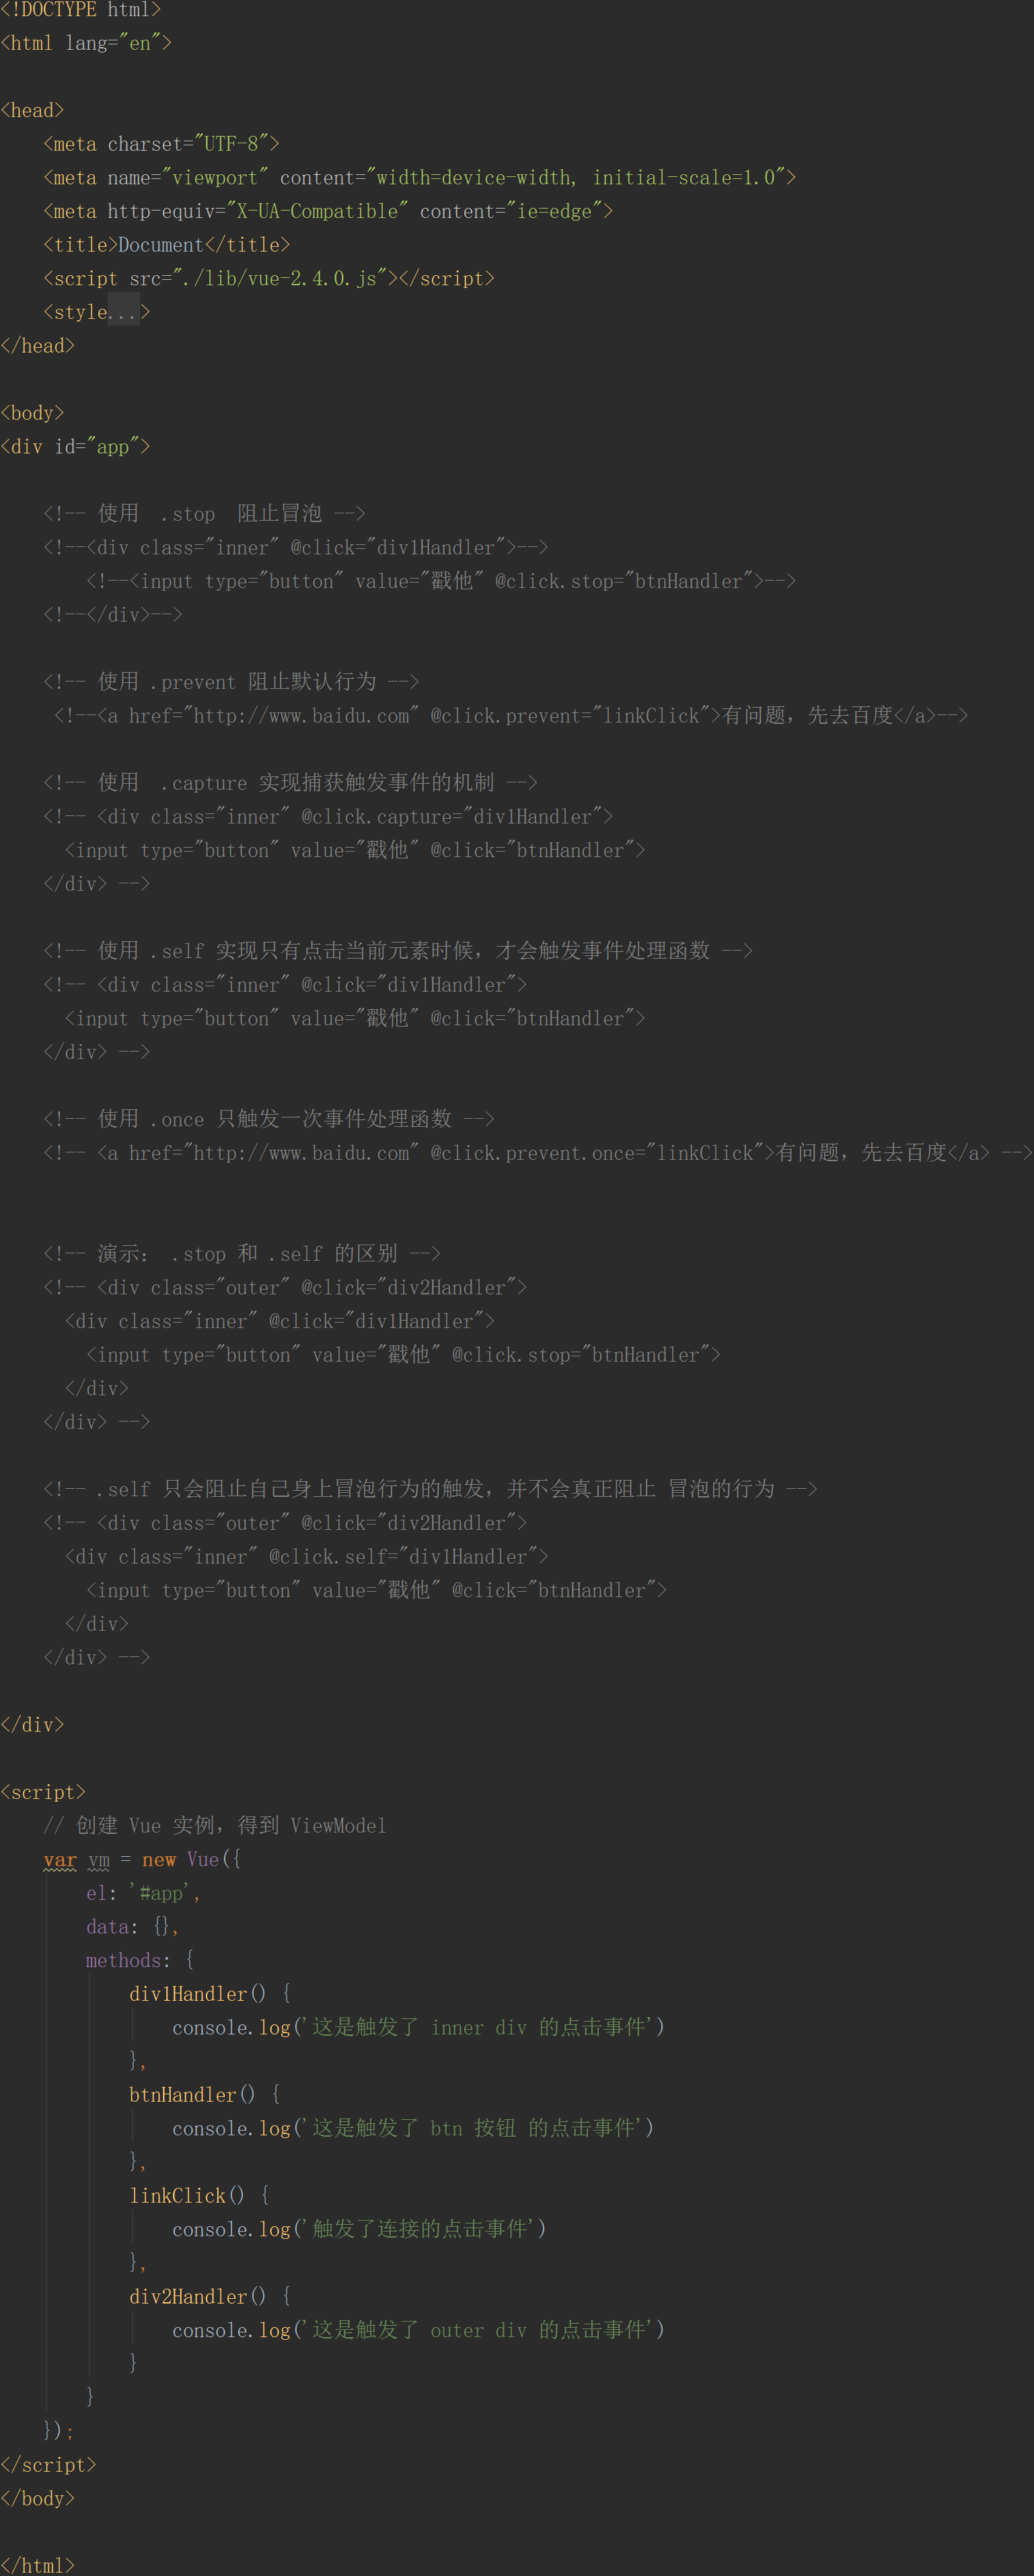 <!DOCTYPE html>
<html lang="en">
<head>
<meta charset="UTF-8">
<meta name="viewport" content="width=device-width, initial-scale=1.0">
<meta http-equiv="X-UA-Compatible" content="ie=edge">
<title>Document</title>
<script src="./lib/vue-2.4.0.js"></script>
<style...>
</head>
<body>
<div id="app">
<!-- 使用  .stop  阻止冒泡 -->
<!--<div class="inner" @click="div1Handler">-->
<!--<input type="button" value="戳他" @click.stop="btnHandler">-->
<!--</div>-->
<!-- 使用 .prevent 阻止默认行为 -->
<!--<a href="http://www.baidu.com" @click.prevent="linkClick">有问题，先去百度</a>-->
<!-- 使用  .capture 实现捕获触发事件的机制 -->
<!-- <div class="inner" @click.capture="div1Handler">
<input type="button" value="戳他" @click="btnHandler">
</div> -->
<!-- 使用 .self 实现只有点击当前元素时候，才会触发事件处理函数 -->
<!-- <div class="inner" @click="div1Handler">
<input type="button" value="戳他" @click="btnHandler">
</div> -->
<!-- 使用 .once 只触发一次事件处理函数 -->
<!-- <a href="http://www.baidu.com" @click.prevent.once="linkClick">有问题，先去百度</a> -->
<!-- 演示： .stop 和 .self 的区别 -->
<!-- <div class="outer" @click="div2Handler">
<div class="inner" @click="div1Handler">
<input type="button" value="戳他" @click.stop="btnHandler">
</div>
</div> -->
<!-- .self 只会阻止自己身上冒泡行为的触发，并不会真正阻止 冒泡的行为 -->
<!-- <div class="outer" @click="div2Handler">
<div class="inner" @click.self="div1Handler">
<input type="button" value="戳他" @click="btnHandler">
</div>
</div> -->
</div>
<script>
// 创建 Vue 实例，得到 ViewModel
var vm = new Vue({
el: '#app',
data: {},
methods: {
div1Handler() {
console.log('这是触发了 inner div 的点击事件')
},
btnHandler() {
console.log('这是触发了 btn 按钮 的点击事件')
},
linkClick() {
console.log('触发了连接的点击事件')
},
div2Handler() {
console.log('这是触发了 outer div 的点击事件')
}
}
});
</script>
</body>
</html>